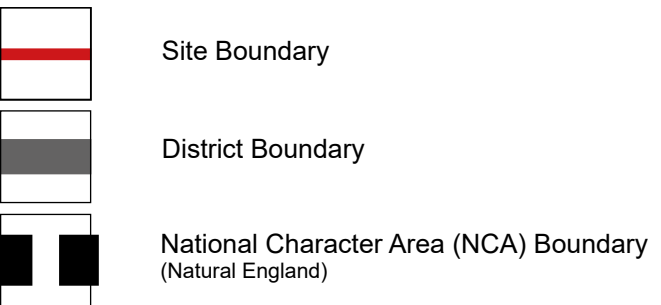 Site Boundary
District Boundary
National Character Area (NCA) Boundary
(Natural England)